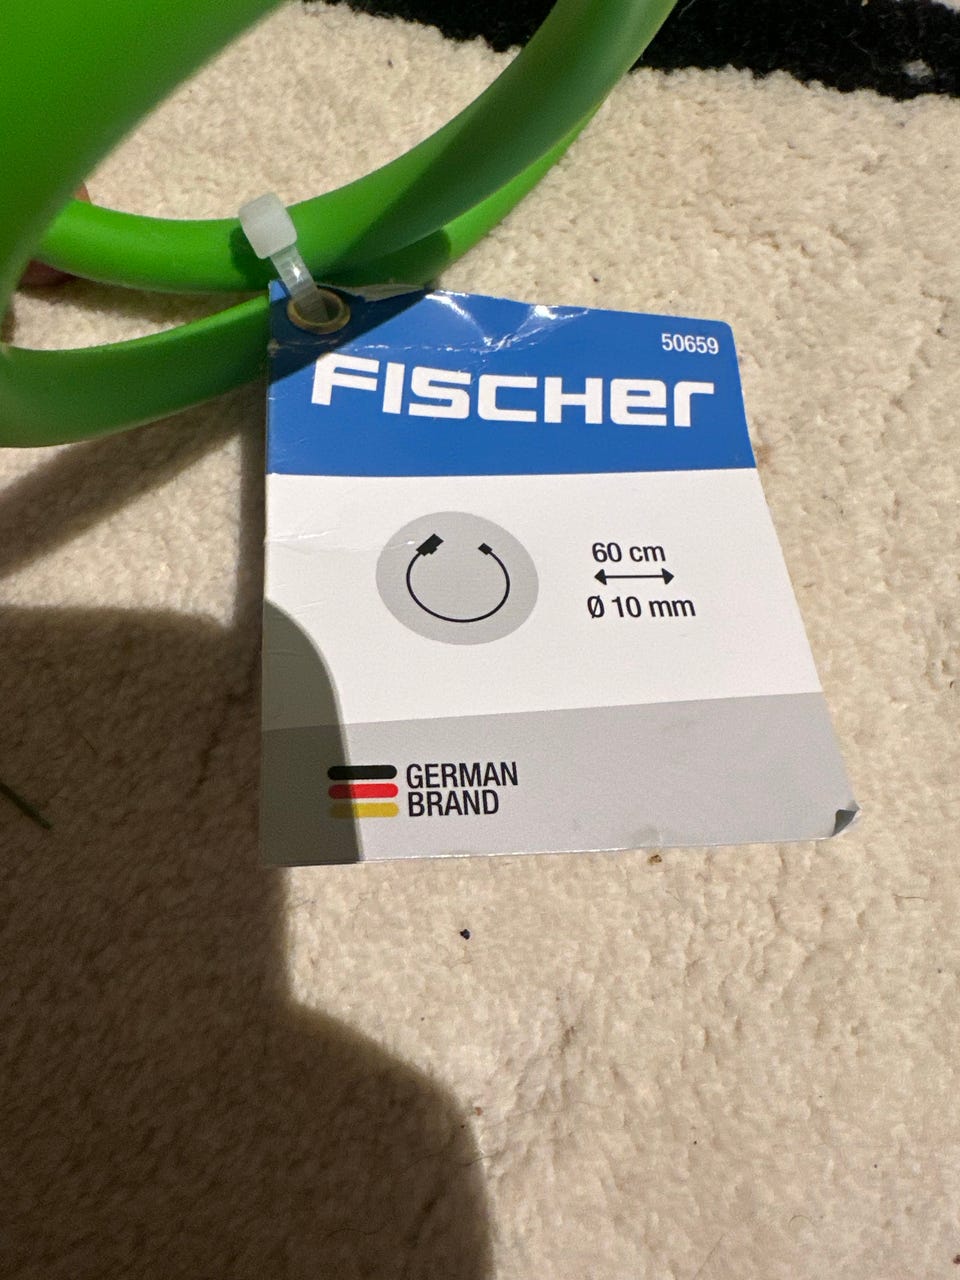 50659
FISCHer
60 cm
Ø 10 mm
GERMAN
BRAND